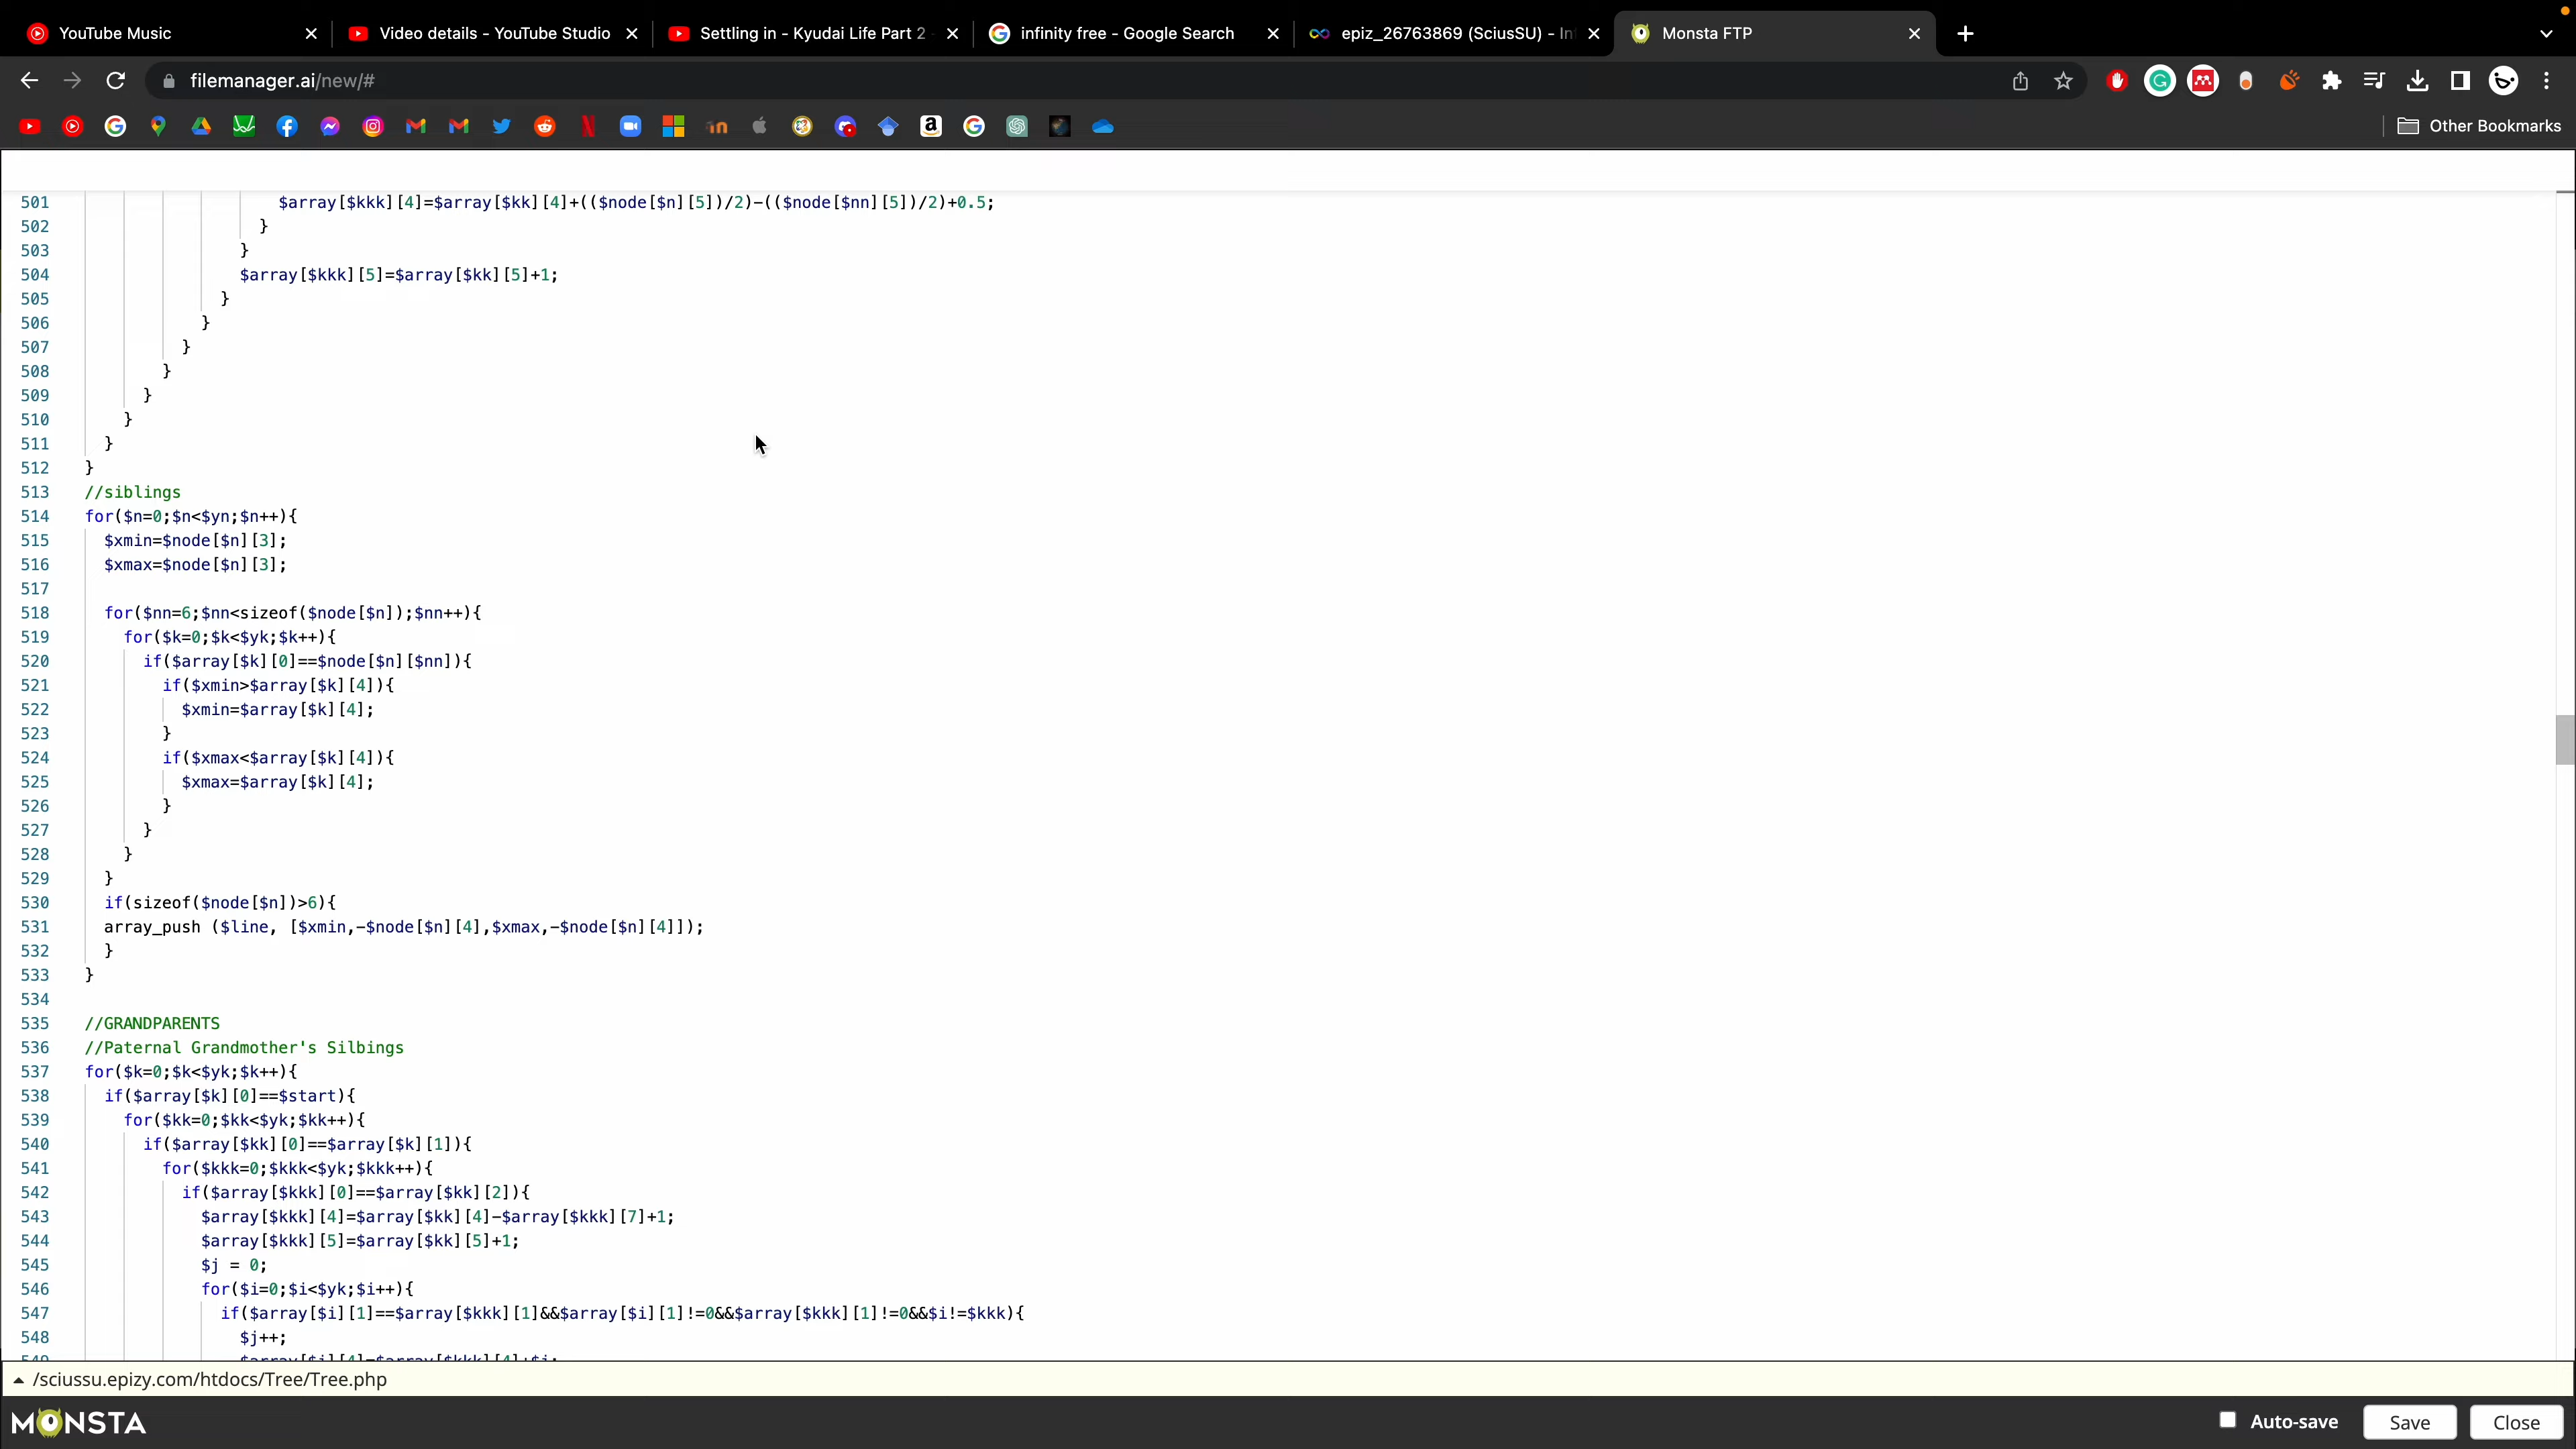 YouTube Music
Video details - YouTube Studio
Settling in - Kyudai Life Part 2
infinity free - Google Search
epiz_26763869 (SciusSU) - In
Monsta FTP
filemanager.ai/new/#
Other Bookmarks
501 $array[$kkk][4]=$array[$kk][4]+(($node[$n][5])/2)-(($node[$nn][5])/2)+0.5;
502 }
503 }
504 $array[$kkk][5]=$array[$kk][5]+1;
505 }
506 }
507 }
508 }
509 }
510 }
511 }
512 }
513 //siblings
514 for($n=0;$n<$yn;$n++){
515 $xmin=$node[$n][3];
516 $xmax=$node[$n][3];
517
518 for($nn=6;$nn<sizeof($node[$n]);$nn++){
519 for($k=0;$k<$yk;$k++){
520 if($array[$k][0]==$node[$n][$nn]){
521 if($xmin>$array[$k][4]){
522 $xmin=$array[$k][4];
523 }
524 if($xmax<$array[$k][4]){
525 $xmax=$array[$k][4];
526 }
527 }
528 }
529 }
530 if(sizeof($node[$n])>6){
531 array_push ($line, [$xmin,-$node[$n][4],$xmax,-$node[$n][4]]);
532 }
533 }
534
535 //GRANDPARENTS
536 //Paternal Grandmother's Silbings
537 for($k=0;$k<$yk;$k++){
538 if($array[$k][0]==$start){
539 for($kk=0;$kk<$yk;$kk++){
540 if($array[$kk][0]==$array[$k][1]){
541 for($kkk=0;$kkk<$yk;$kkk++){
542 if($array[$kkk][0]==$array[$kk][2]){
543 $array[$kkk][4]=$array[$kk][4]-$array[$kkk][7]+1;
544 $array[$kkk][5]=$array[$kk][5]+1;
545 $j = 0;
546 for($i=0;$i<$yk;$i++){
547 if($array[$i][1]==$array[$kkk][1]&&$array[$i][1]!=0&&$array[$kkk][1]!=0&&$i!=$kkk){
548 $j++;
/sciussu.epizy.com/htdocs/Tree/Tree.php
MONSTA
Auto-save
Save
Close